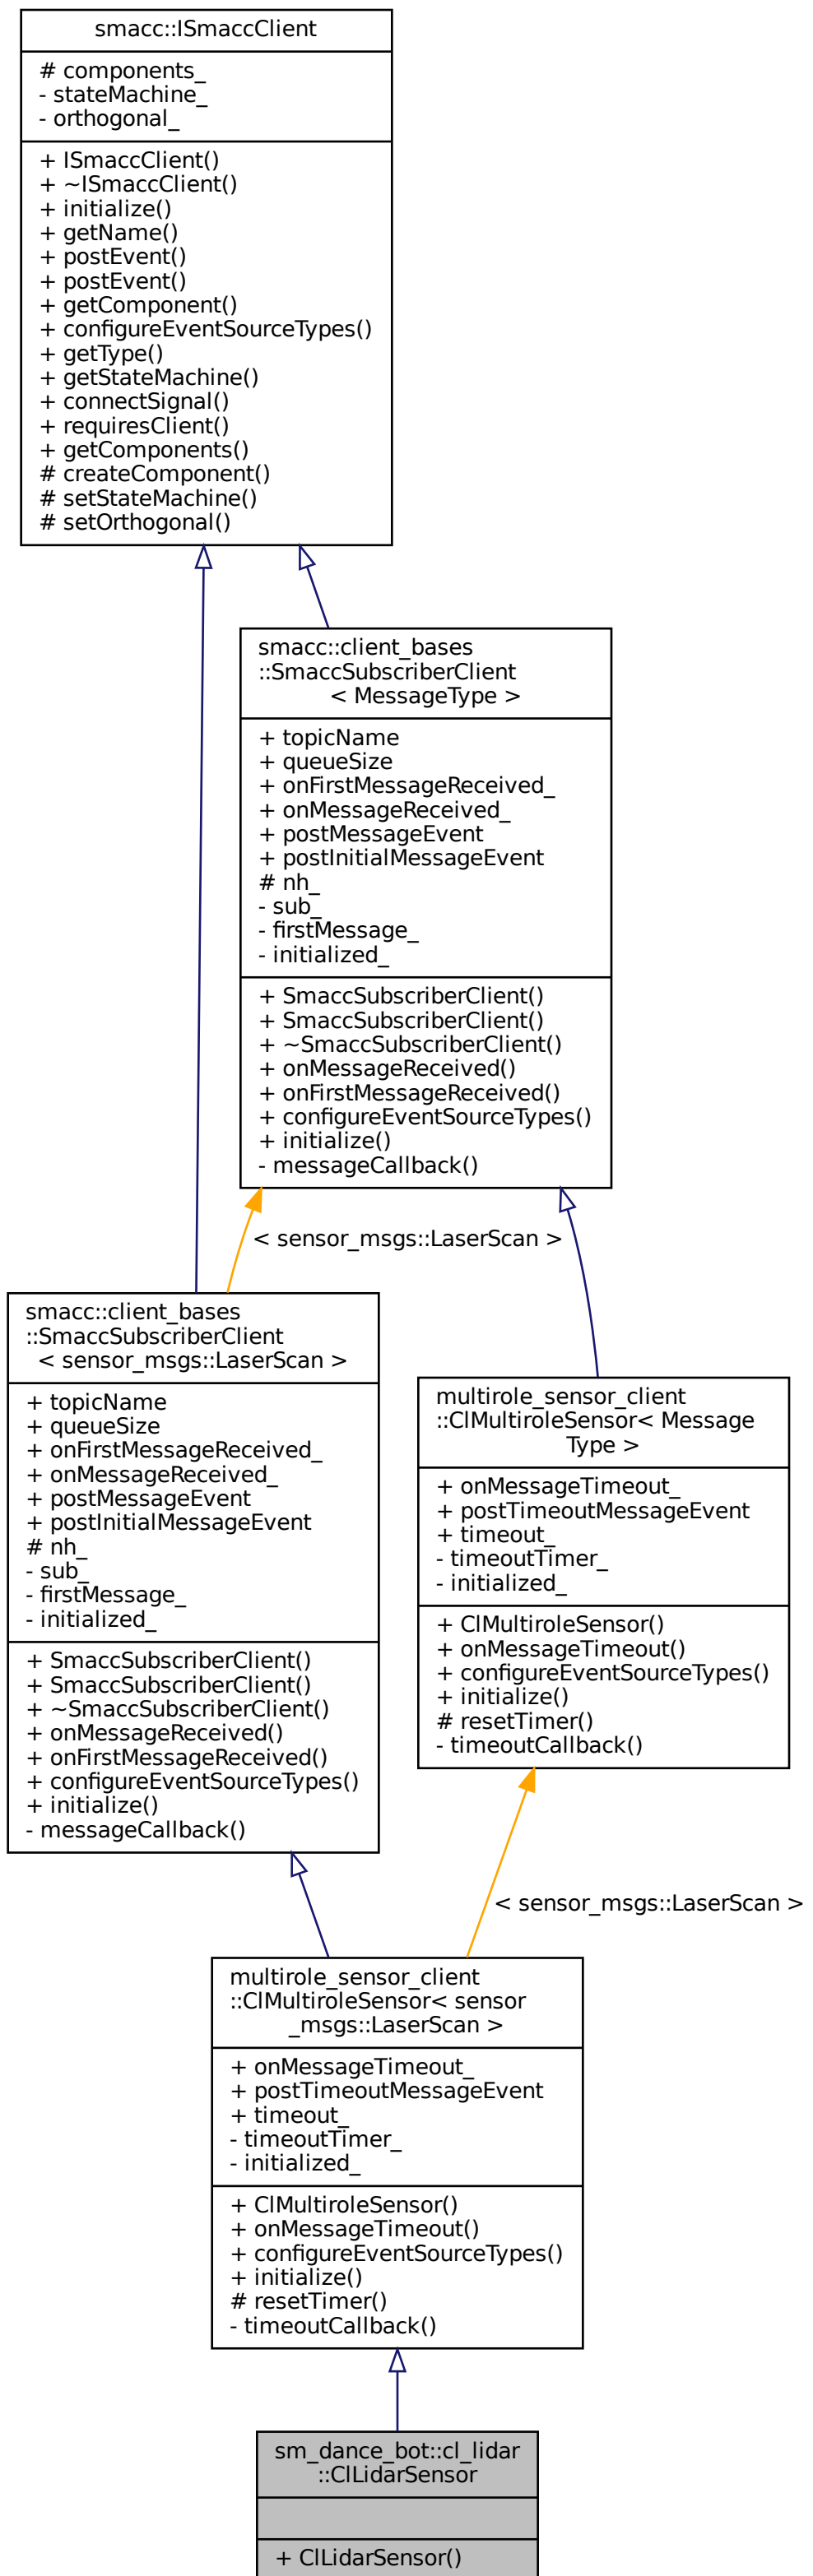 smacc::ISmaccClient
# components_
- stateMachine_
- orthogonal_
+ ISmaccClient()
+ ~ISmaccClient()
+ initialize()
+ getName()
+ postEvent()
+ postEvent()
+ getComponent()
+ configureEventSourceTypes()
+ getType()
+ getStateMachine()
+ connectSignal()
+ requiresClient()
+ getComponents()
# createComponent()
# setStateMachine()
# setOrthogonal()
smacc::client_bases
::SmaccSubscriberClient
< MessageType >
+ topicName
+ queueSize
+ onFirstMessageReceived_
+ onMessageReceived_
+ postMessageEvent
+ postInitialMessageEvent
# nh_
- sub_
- firstMessage_
- initialized_
+ SmaccSubscriberClient()
+ SmaccSubscriberClient()
+ ~SmaccSubscriberClient()
+ onMessageReceived()
+ onFirstMessageReceived()
+ configureEventSourceTypes()
+ initialize()
- messageCallback()
< sensor_msgs::LaserScan >
smacc::client_bases
::SmaccSubscriberClient
< sensor_msgs::LaserScan >
+ topicName
+ queueSize
+ onFirstMessageReceived_
+ onMessageReceived_
+ postMessageEvent
+ postInitialMessageEvent
# nh_
- sub_
- firstMessage_
- initialized_
+ SmaccSubscriberClient()
+ SmaccSubscriberClient()
+ ~SmaccSubscriberClient()
+ onMessageReceived()
+ onFirstMessageReceived()
+ configureEventSourceTypes()
+ initialize()
- messageCallback()
multirole_sensor_client
::ClMultiroleSensor< Message
Type >
+ onMessageTimeout_
+ postTimeoutMessageEvent
+ timeout_
- timeoutTimer_
- initialized_
+ ClMultiroleSensor()
+ onMessageTimeout()
+ configureEventSourceTypes()
+ initialize()
# resetTimer()
- timeoutCallback()
< sensor_msgs::LaserScan >
multirole_sensor_client
::ClMultiroleSensor< sensor
_msgs::LaserScan >
+ onMessageTimeout_
+ postTimeoutMessageEvent
+ timeout_
- timeoutTimer_
- initialized_
+ ClMultiroleSensor()
+ onMessageTimeout()
+ configureEventSourceTypes()
+ initialize()
# resetTimer()
- timeoutCallback()
sm_dance_bot::cl_lidar
::ClLidarSensor
+ ClLidarSensor()